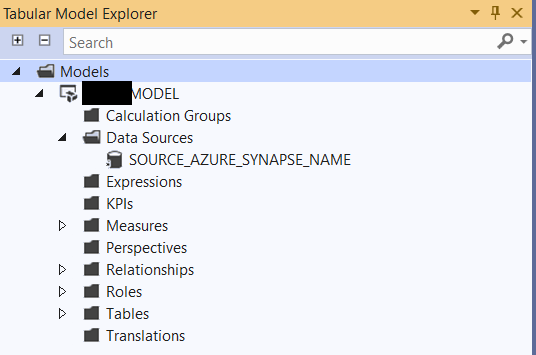 Tabular Model Explorer
Search
Models
MODEL
Calculation Groups
Data Sources
SOURCE_AZURE_SYNAPSE_NAME
Expressions
KPIs
Measures
Perspectives
Relationships
Roles
Tables
Translations